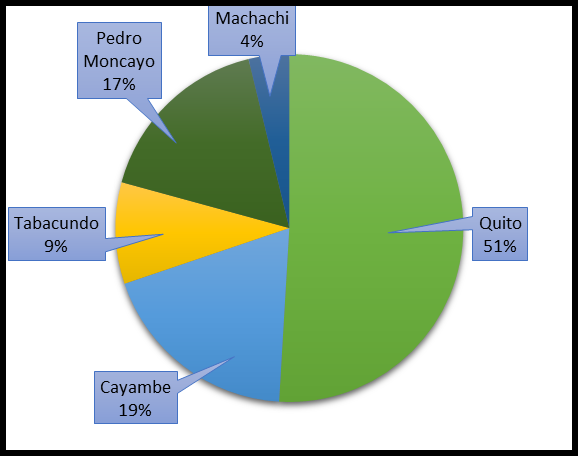 Machachi
4%
Pedro
Moncayo
17%
Tabacundo
9%
Quito
51%
Cayambe
19%